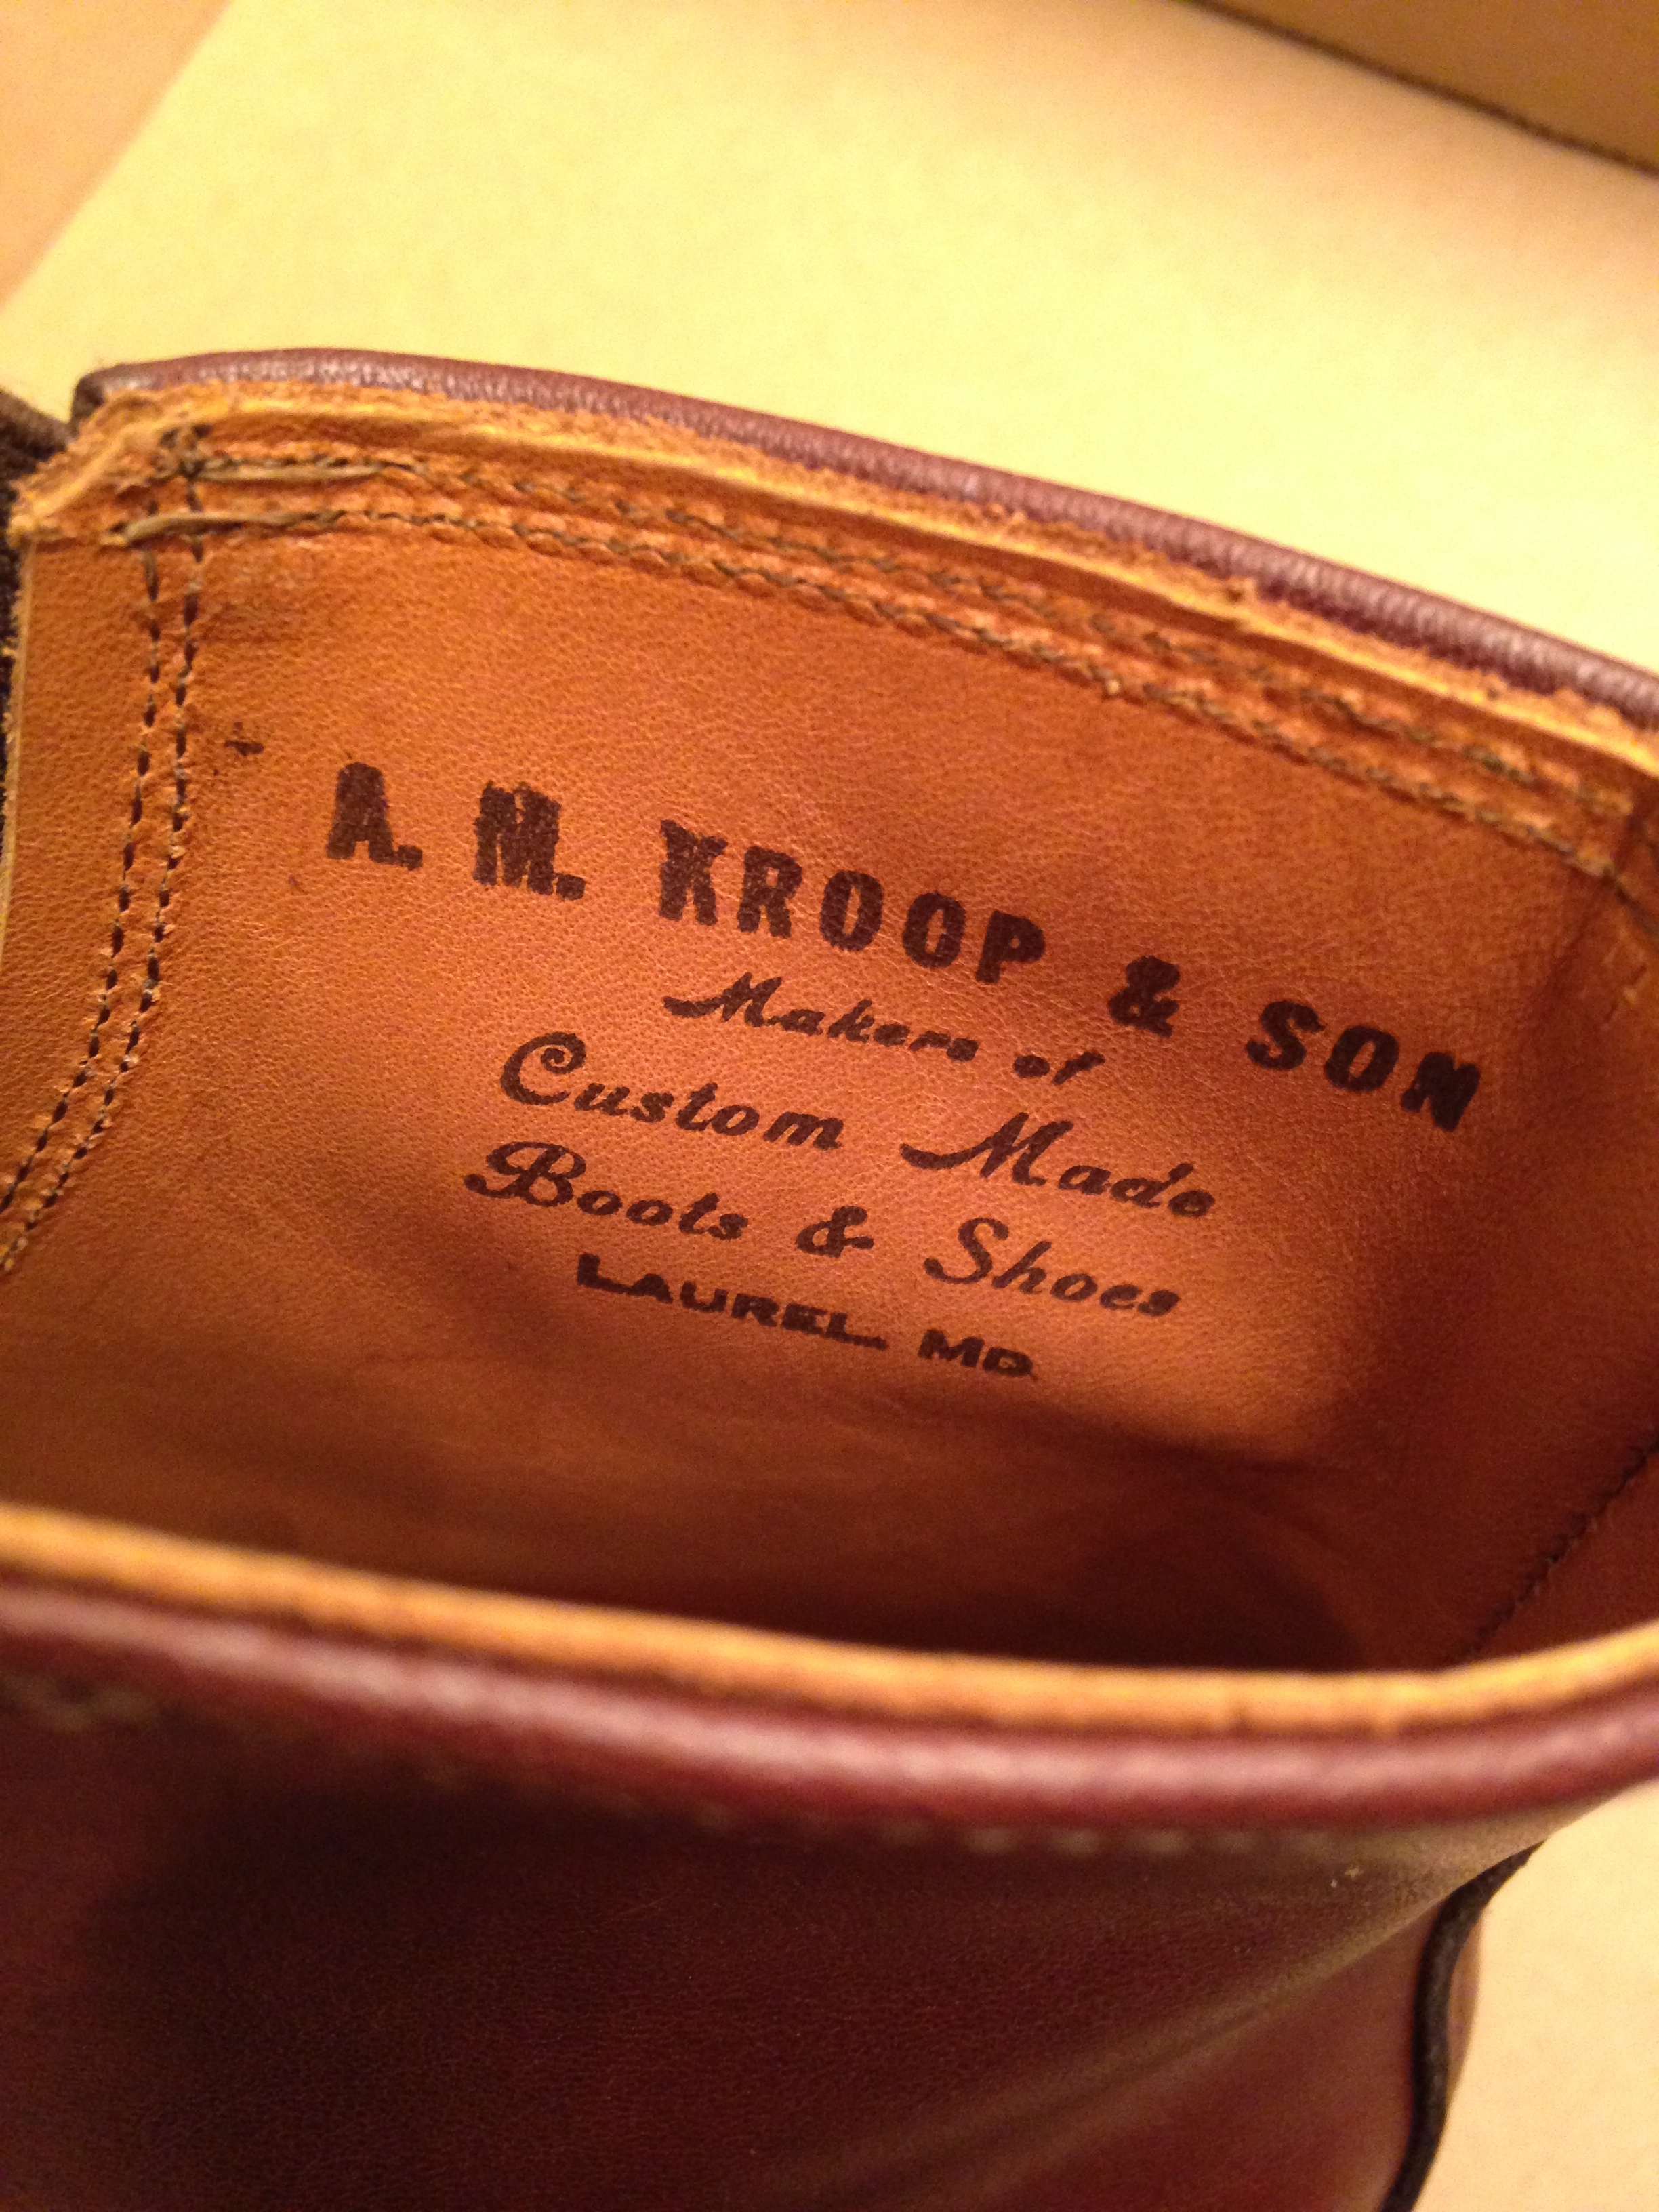 A. M. KROOP & SON
Makers of
Custom Made
Boots & Shoes
LAUREL, MD.